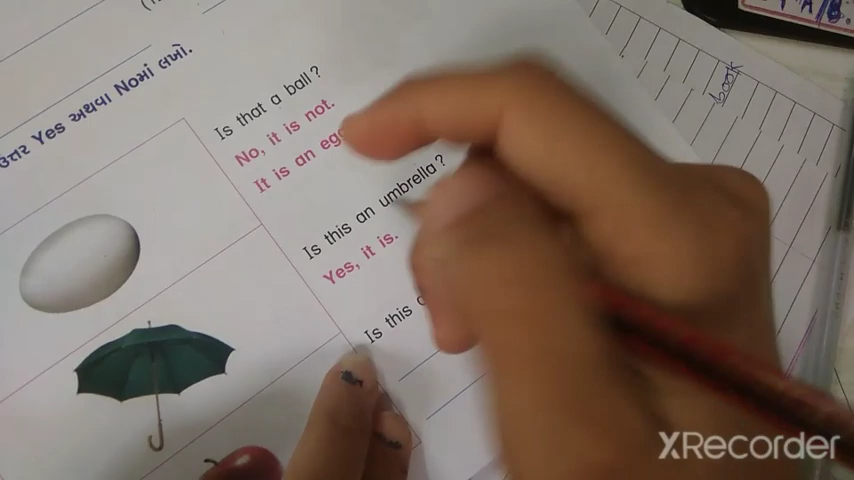 ઉત્તર Yes અથવા Noમાં લખો.
Is that a ball?
No, it is not.
It is an egg
Is this an umbrella?
Yes, it is.
Is this
book
XRecorder